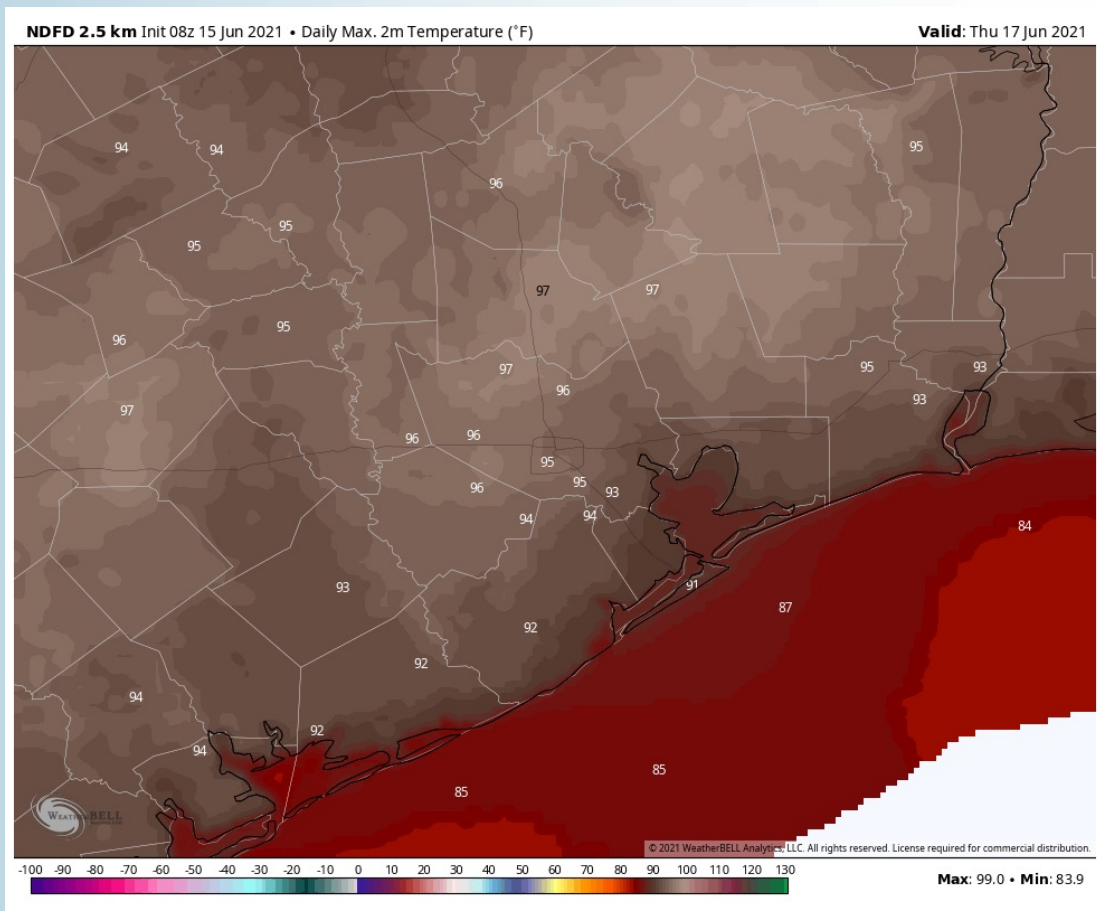 NDFD 2.5 km Init 08z 15 Jun 2021 • Daily Max. 2m Temperature (˚F) Valid: Thu 17 Jun 2021
94 94 95
96
95 95
97 97
95
96
97 95 93
96 93
97
96 96
95
96 95 93
94 94
84
93 91
87
92
92
94
92
94
85
85
WEATHERBELL
© 2021 WeatherBELL Analytics, LLC. All rights reserved. License required for commercial distribution.
-100 -90 -80 -70 -60 -50 -40 -30 -20 -10 0 10 20 30 40 50 60 70 80 90 100 110 120 130
Max: 99.0 • Min: 83.9